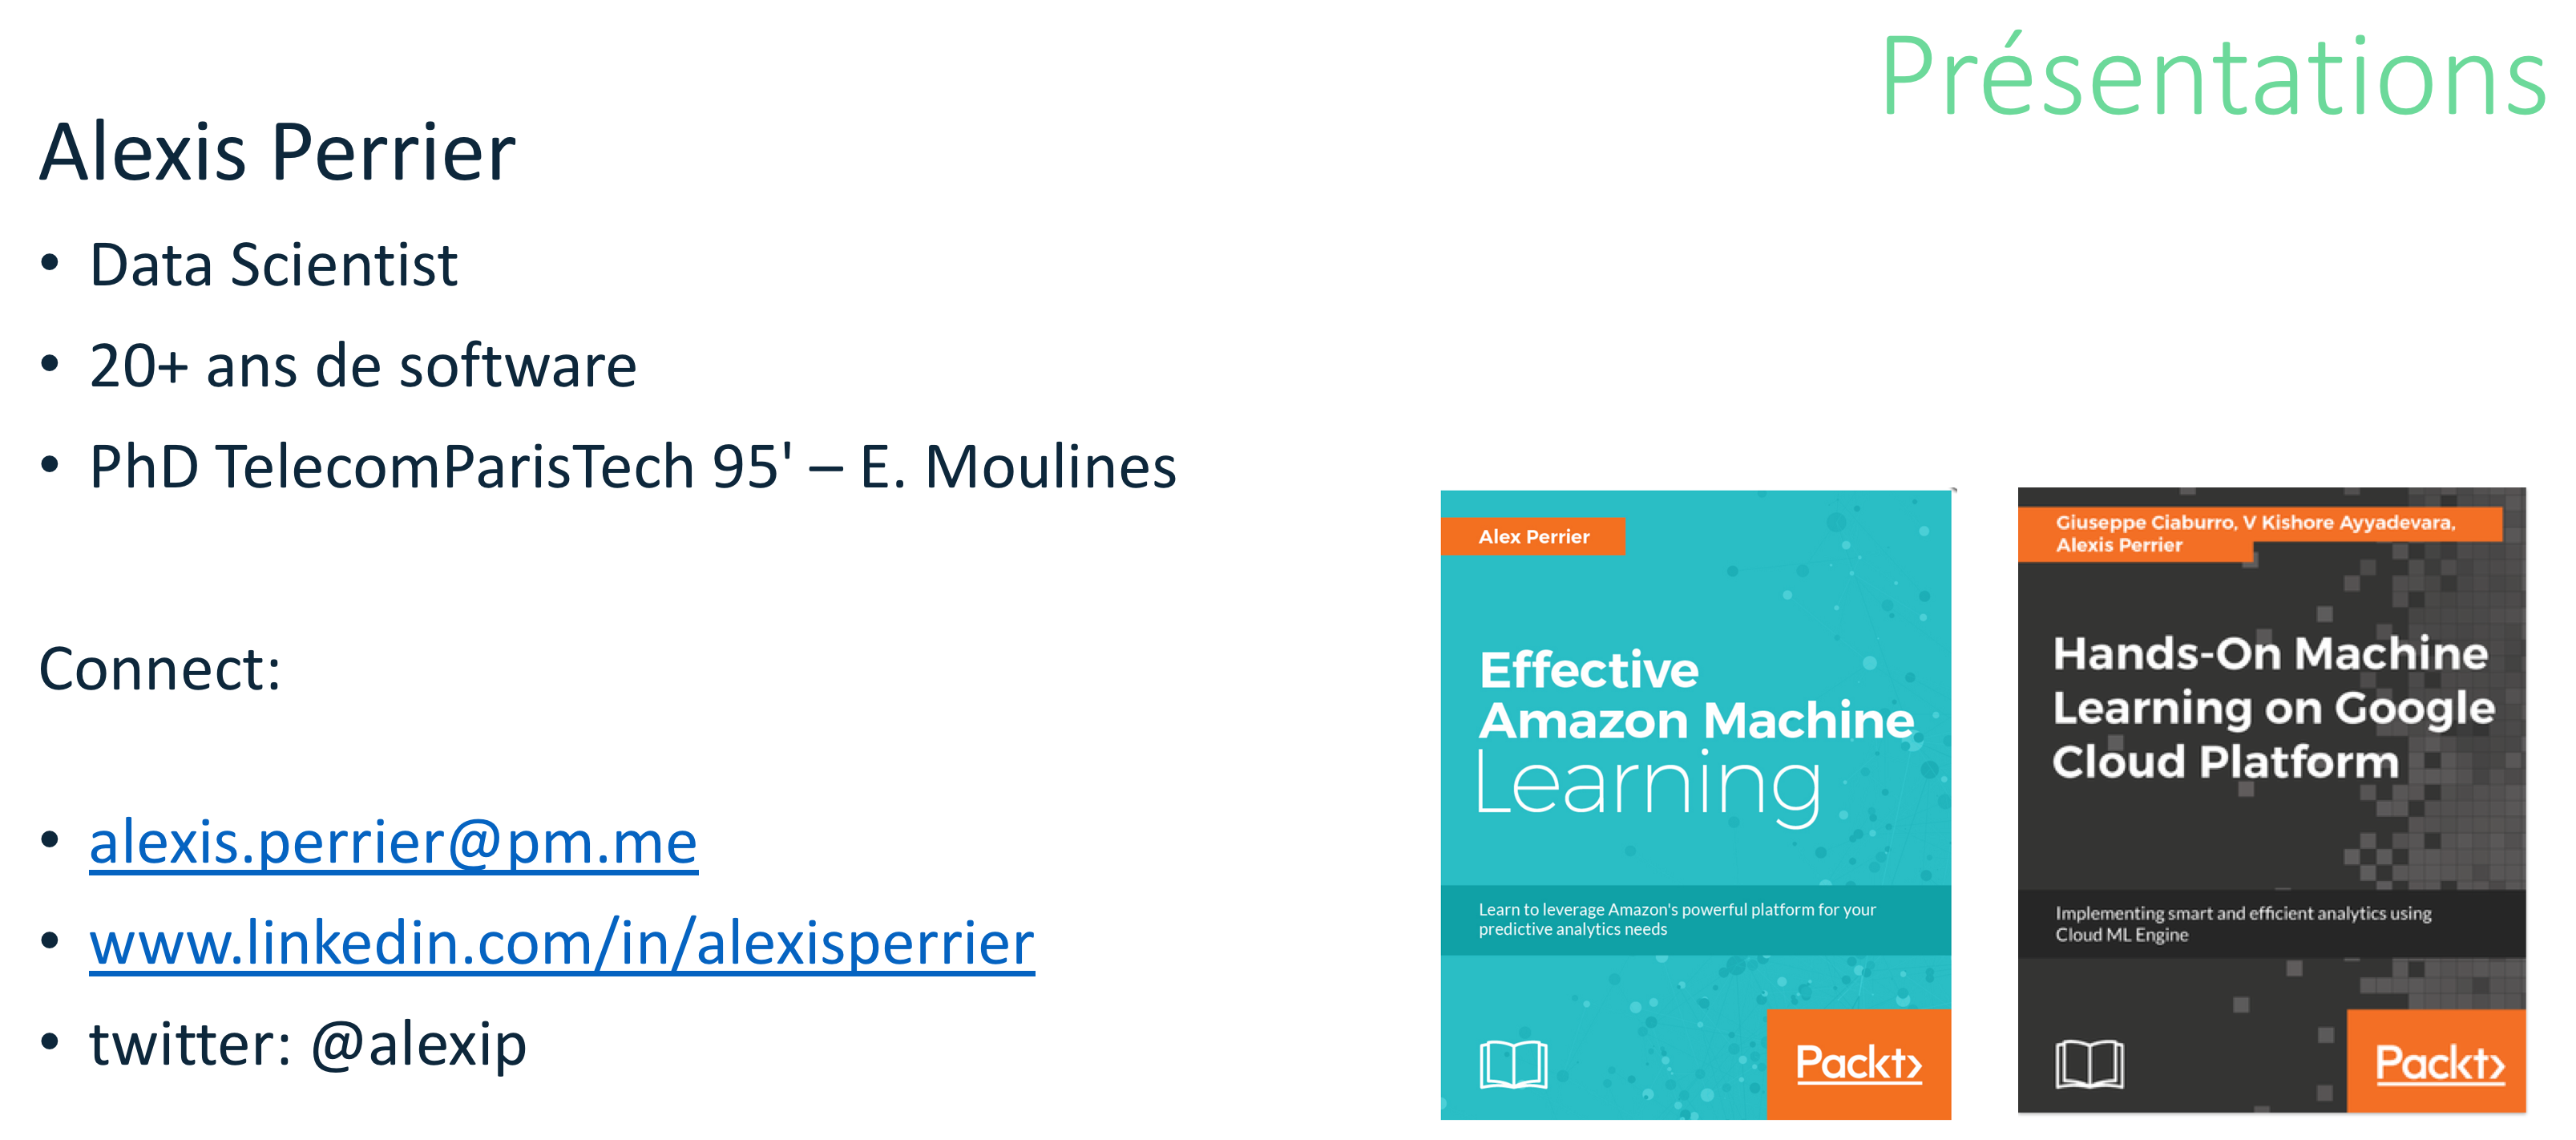 Présentations
Alexis Perrier
• Data Scientist
• 20+ ans de software
• PhD TelecomParisTech 95' – E. Moulines
Connect:
• alexis.perrier@pm.me
• www.linkedin.com/in/alexisperrier
• twitter: @alexip
Alex Perrier
Effective
Amazon Machine
Learning
Learn to leverage Amazon's powerful platform for your
predictive analytics needs
Packt>
Giuseppe Ciaburro, V Kishore Ayyadevara,
Alexis Perrier
Hands-On Machine
Learning on Google
Cloud Platform
Implementing smart and efficient analytics using
Cloud ML Engine
Packt>